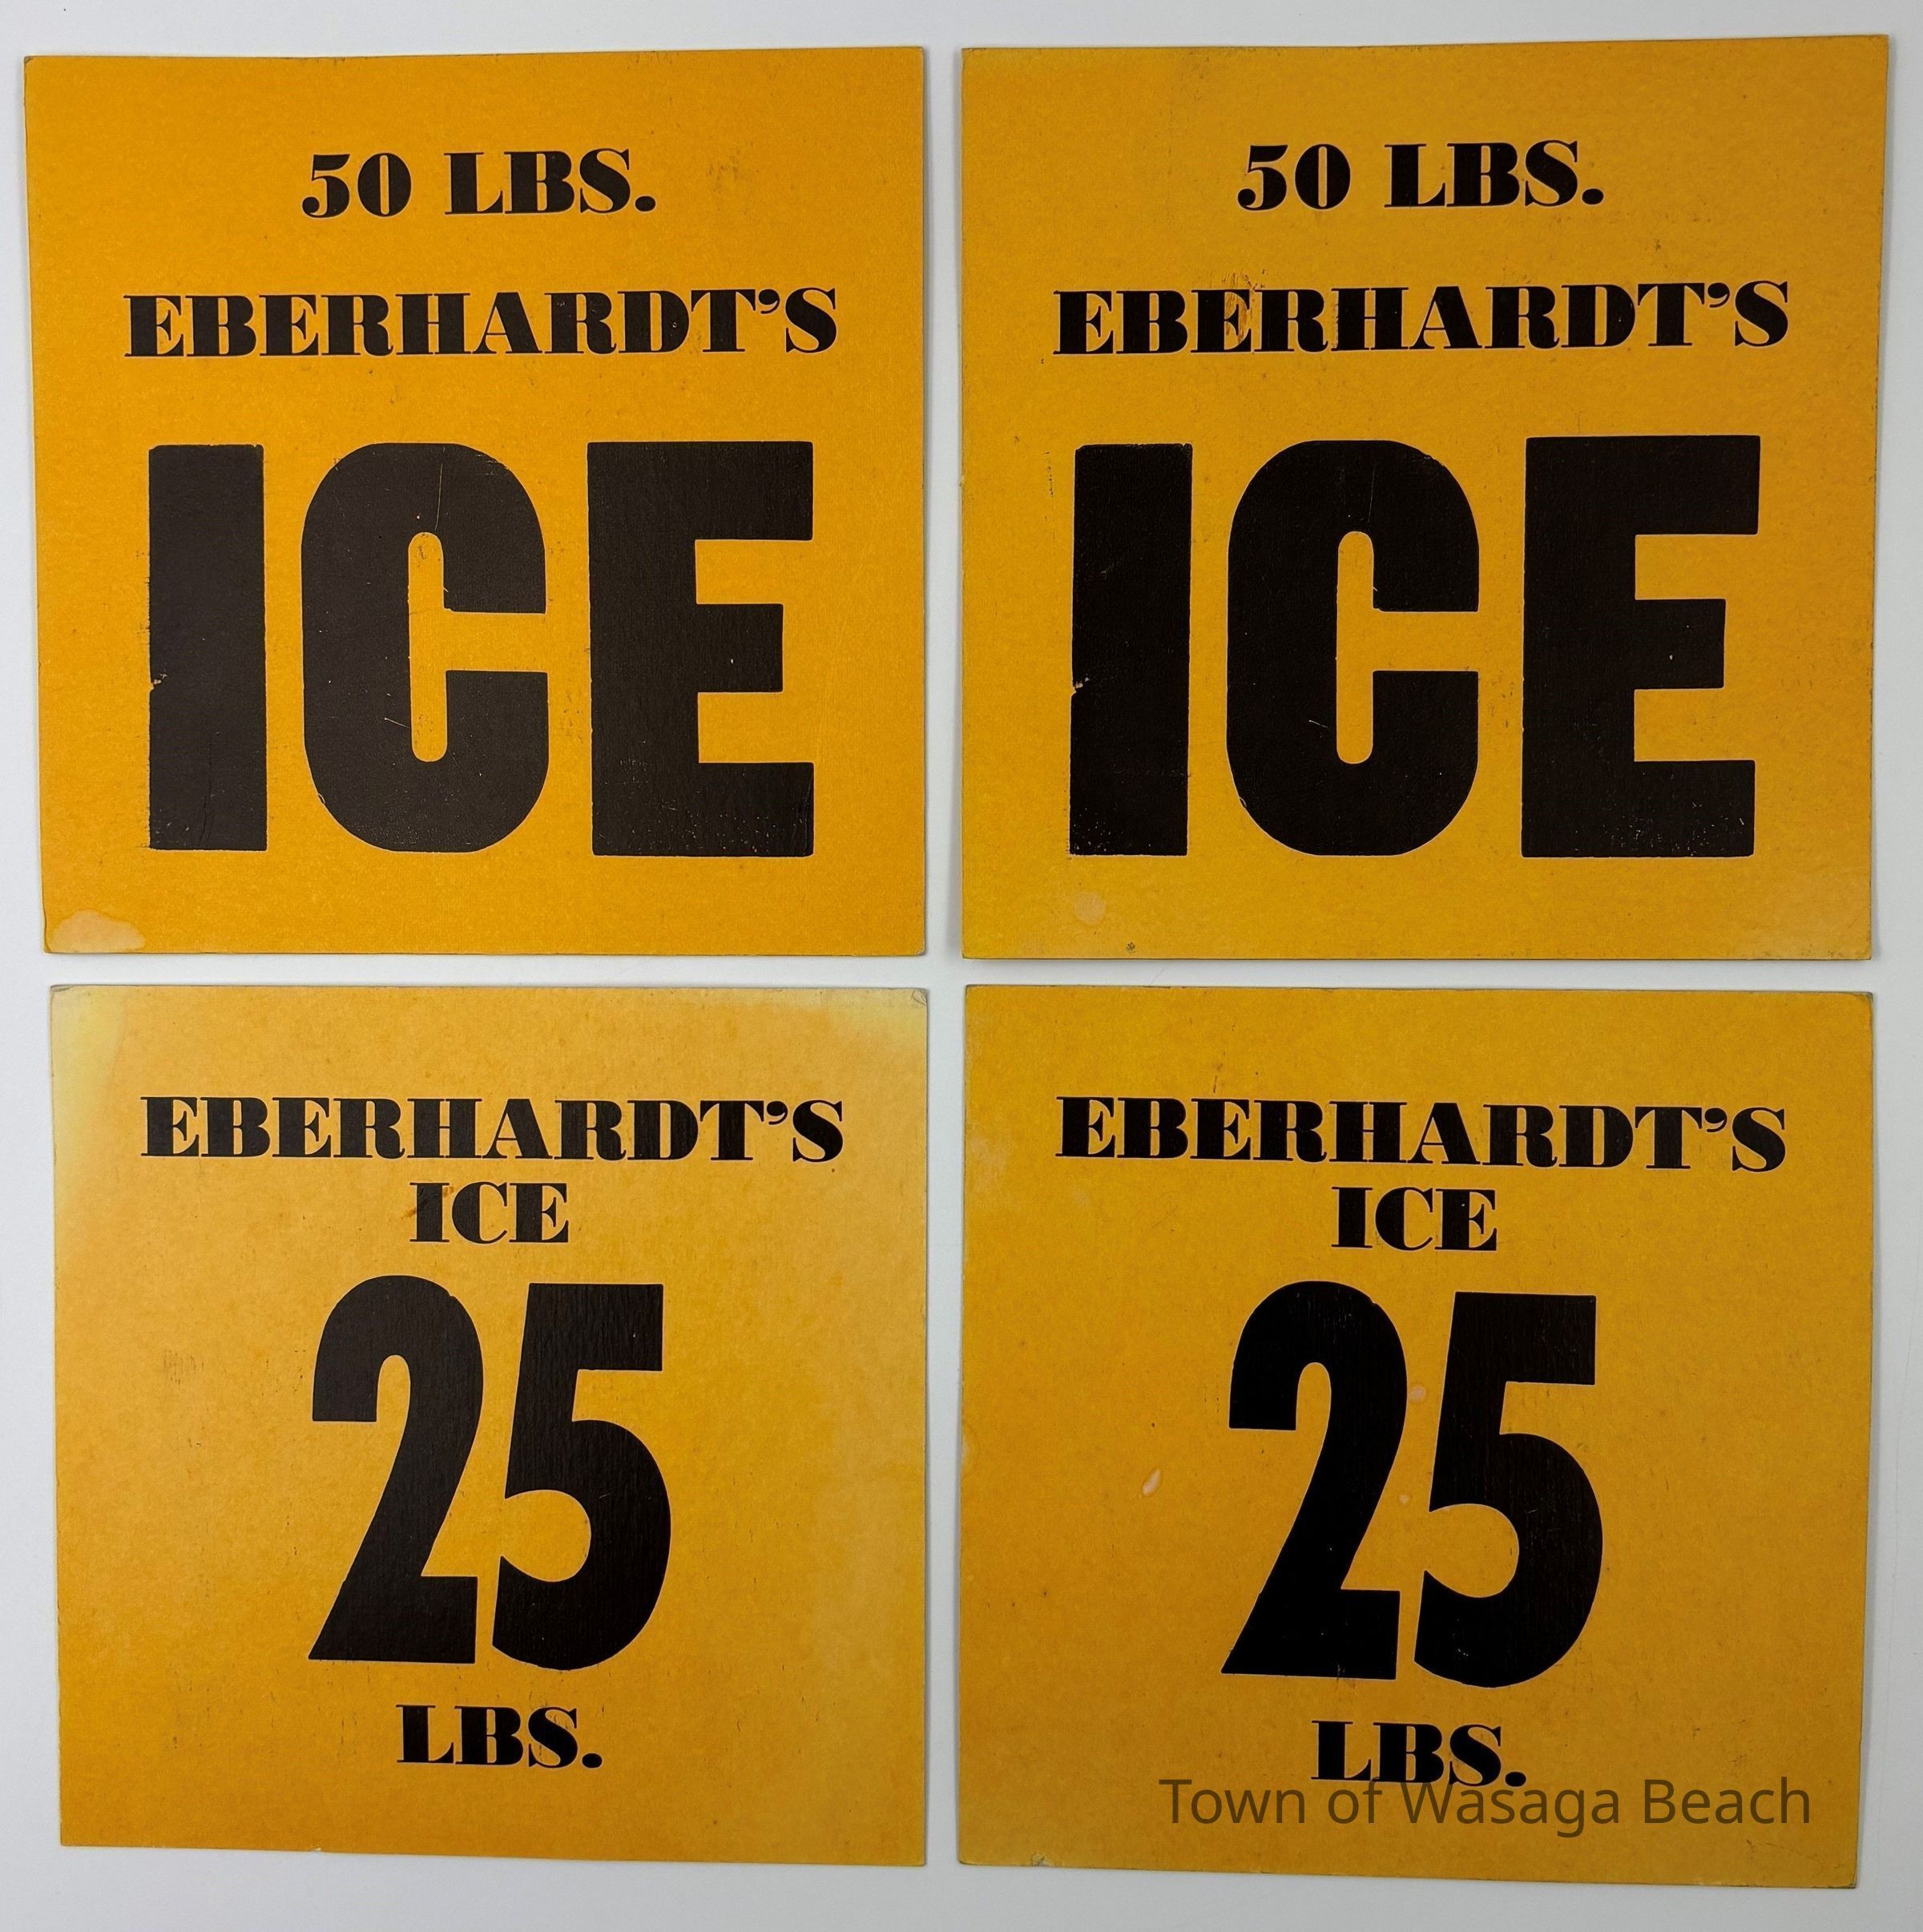 50 LBS.
EBERHARDT'S
ICE
50 LBS.
EBERHARDT'S
ICE
EBERHARDT'S
ICE
25
LBS.
EBERHARDT'S
ICE
25
LBS.
Town of Wasaga Beach